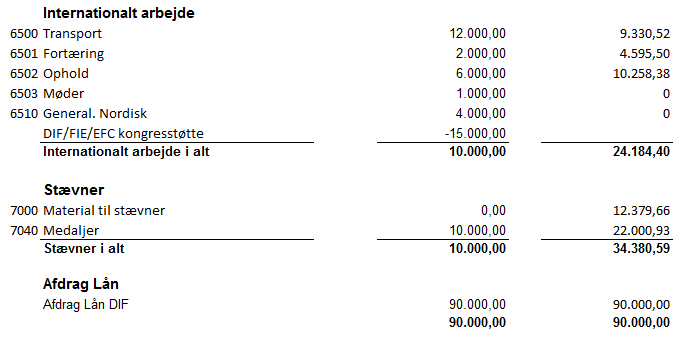 Internationalt arbejde
6500 Transport 12.000,00 9.330,52
6501 Fortæring 2.000,00 4.595,50
6502 Ophold 6.000,00 10.258,38
6503 Møder 1.000,00 0
6510 General. Nordisk 4.000,00 0
DIF/FIE/EFC kongresstøtte -15.000,00
Internationalt arbejde i alt 10.000,00 24.184,40
Stævner
7000 Material til stævner 0,00 12.379,66
7040 Medaljer 10.000,00 22.000,93
Stævner i alt 10.000,00 34.380,59
Afdrag Lån
Afdrag Lån DIF 90.000,00 90.000,00
90.000,00 90.000,00